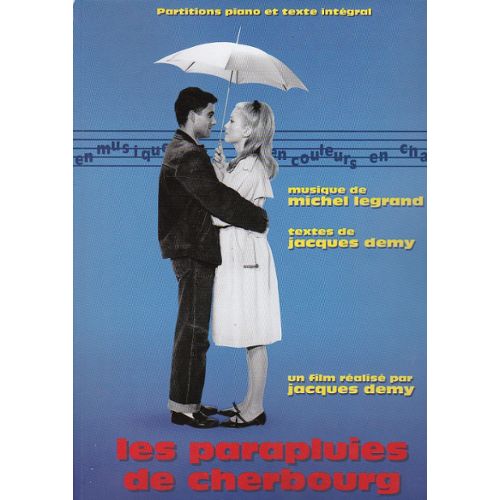 Partitions piano et texte intégral
en musique en couleurs en cha
musique de
michel legrand
textes de
jacques demy
un film réalisé par
jacques demy
les parapluies
de cherbourg